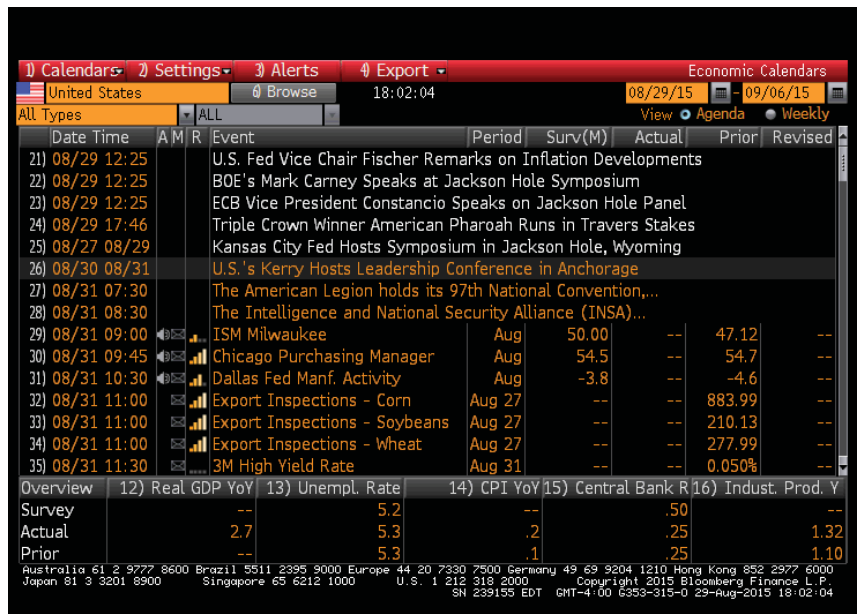 1) Calendars 2) Settings 3) Alerts 4) Export Economic Calendars
United States 6) Browse 18:02:04 08/29/15 - 09/06/15
All Types ALL View Agenda Weekly
Date Time A M R Event Period Surv(M) Actual Prior Revised
21) 08/29 12:25 U.S. Fed Vice Chair Fischer Remarks on Inflation Developments
22) 08/29 12:25 BOE's Mark Carney Speaks at Jackson Hole Symposium
23) 08/29 12:25 ECB Vice President Constancio Speaks on Jackson Hole Panel
24) 08/29 17:46 Triple Crown Winner American Pharoah Runs in Travers Stakes
25) 08/27 08/29 Kansas City Fed Hosts Symposium in Jackson Hole, Wyoming
26) 08/30 08/31 U.S.'s Kerry Hosts Leadership Conference in Anchorage
27) 08/31 07:30 The American Legion holds its 97th National Convention,...
28) 08/31 08:30 The Intelligence and National Security Alliance (INSA)...
29) 08/31 09:00 ISM Milwaukee Aug 50.00 -- 47.12 --
30) 08/31 09:45 Chicago Purchasing Manager Aug 54.5 -- 54.7 --
31) 08/31 10:30 Dallas Fed Manf. Activity Aug -3.8 -- -4.6 --
32) 08/31 11:00 Export Inspections - Corn Aug 27 -- -- 883.99 --
33) 08/31 11:00 Export Inspections - Soybeans Aug 27 -- -- 210.13 --
34) 08/31 11:00 Export Inspections - Wheat Aug 27 -- -- 277.99 --
35) 08/31 11:30 3M High Yield Rate Aug 31 -- -- 0.050% --
Overview 12) Real GDP YoY 13) Unempl. Rate 14) CPI YoY 15) Central Bank R 16) Indust. Prod. Y
Survey -- 5.2 -- .50 --
Actual 2.7 5.3 .2 .25 1.32
Prior -- 5.3 .1 .25 1.10
Australia 61 2 9777 8600 Brazil 5511 2395 9000 Europe 44 20 7330 7500 Germany 49 69 9204 1210 Hong Kong 852 2977 6000
Japan 81 3 3201 8900 Singapore 65 6212 1000 U.S. 1 212 318 2000 Copyright 2015 Bloomberg Finance L.P.
SN 239155 EDT GMT-4:00 G353-315-0 29-Aug-2015 18:02:04